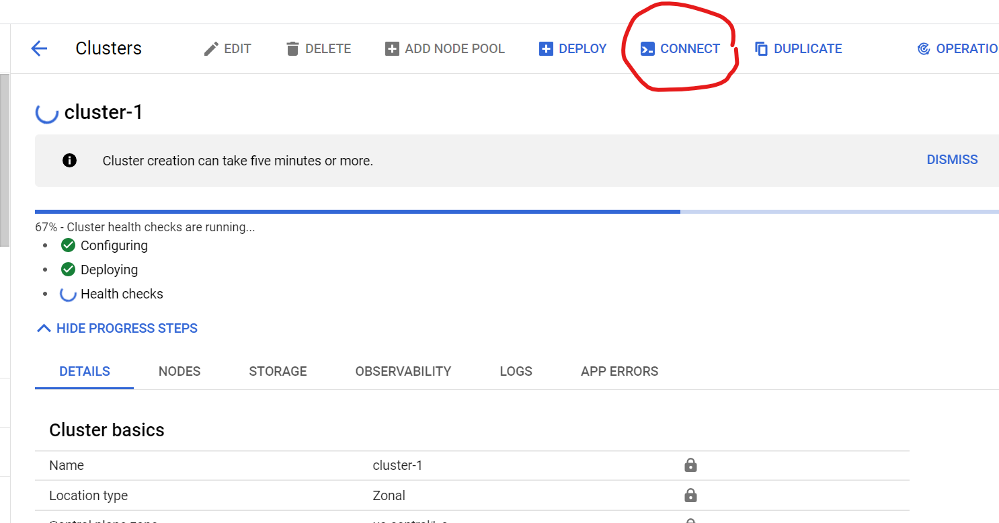 Clusters EDIT DELETE ADD NODE POOL DEPLOY CONNECT DUPLICATE OPERATIO
cluster-1
Cluster creation can take five minutes or more. DISMISS
67% - Cluster health checks are running...
Configuring
Deploying
Health checks
HIDE PROGRESS STEPS
DETAILS NODES STORAGE OBSERVABILITY LOGS APP ERRORS
Cluster basics
Name cluster-1
Location type Zonal